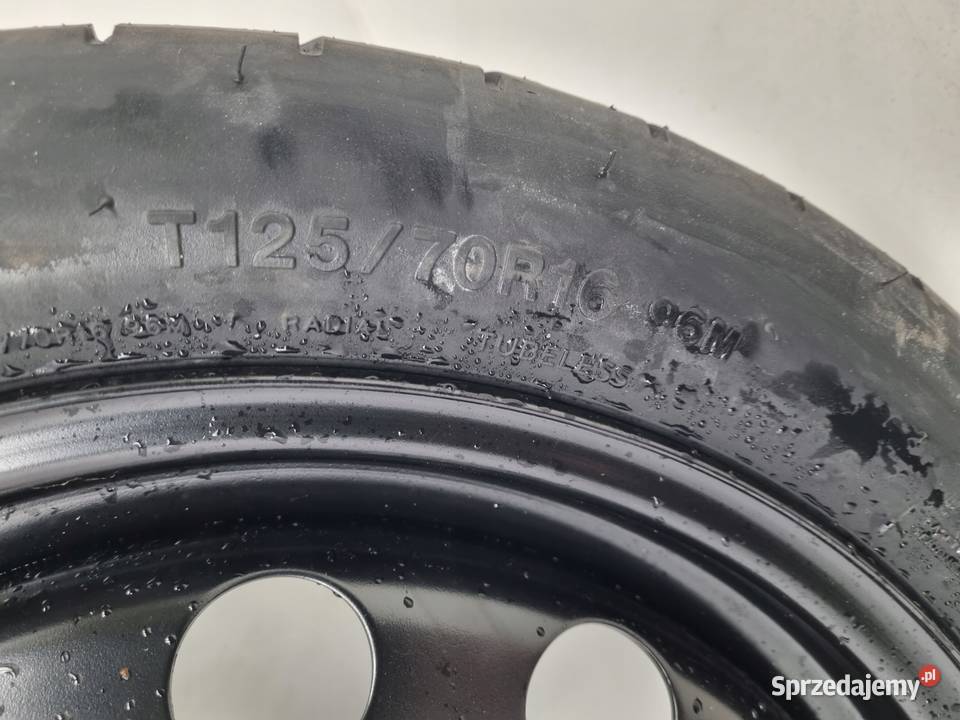 T125/70R16 96M
RADIAL
TUBELESS
Sprzedajemy.pl